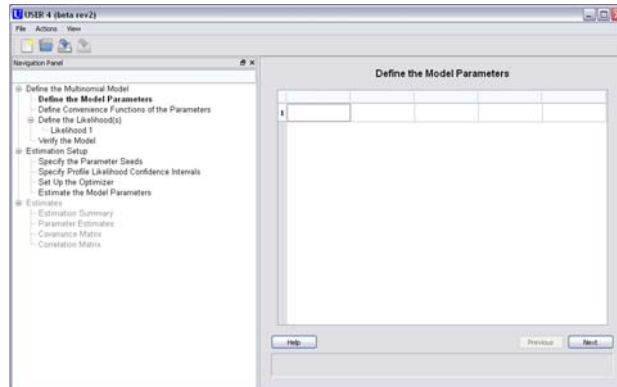 USER 4 (beta rev2)
File Actions View
Navigation Panel
Define the Multinomial Model
Define the Model Parameters
Define Convenience Functions of the Parameters
Define the Likelihood(s)
Likelihood 1
Verify the Model
Estimation Setup
Specify the Parameter Seeds
Specify Profile Likelihood Confidence Intervals
Set Up the Optimizer
Estimate the Model Parameters
Estimates
Estimation Summary
Parameter Estimates
Covariance Matrix
Correlation Matrix
Define the Model Parameters
1
Help
Previous
Next